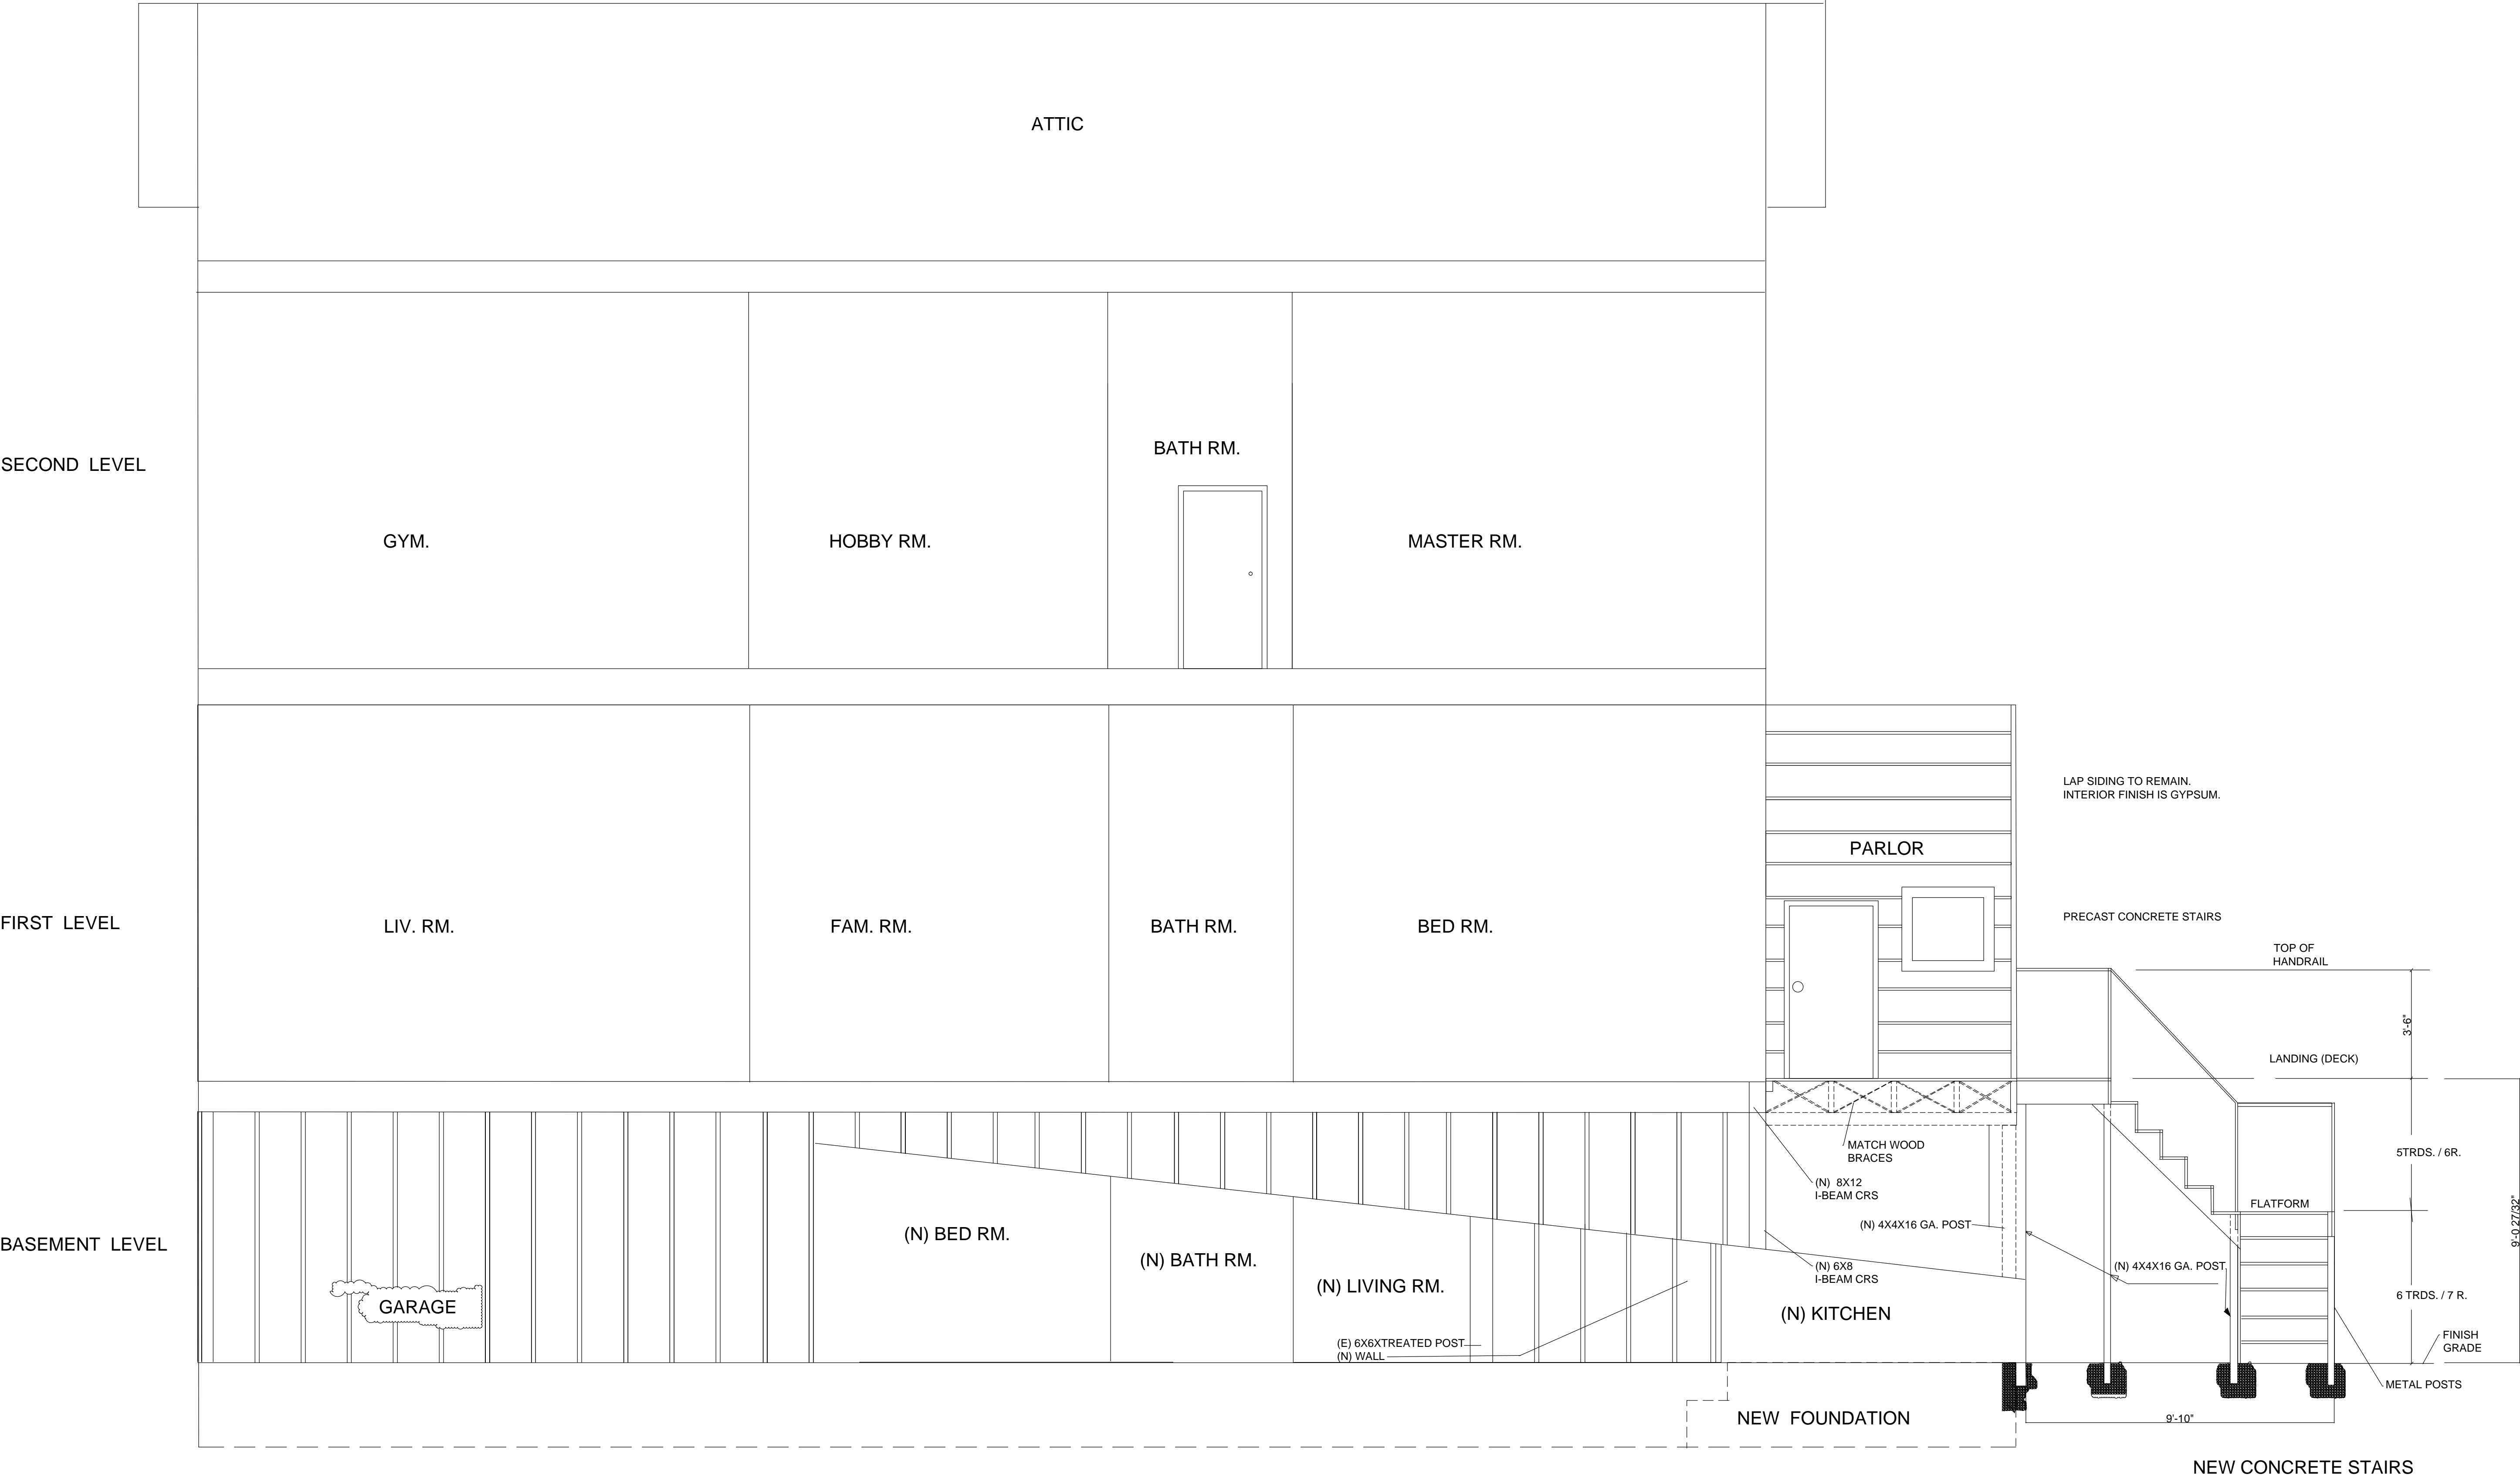 ATTIC
SECOND LEVEL
BATH RM.
GYM.
HOBBY RM.
MASTER RM.
LAP SIDING TO REMAIN.
INTERIOR FINISH IS GYPSUM.
PARLOR
FIRST LEVEL
LIV. RM.
FAM. RM.
BATH RM.
BED RM.
PRECAST CONCRETE STAIRS
TOP OF
HANDRAIL
3'-6"
LANDING (DECK)
MATCH WOOD
BRACES
5TRDS. / 6R.
(N) 8X12
I-BEAM CRS
FLATFORM
9'-0 27/32"
(N) 4X4X16 GA. POST
BASEMENT LEVEL
(N) BED RM.
(N) BATH RM.
(N) LIVING RM.
(N) 6X8
I-BEAM CRS
(N) 4X4X16 GA. POST
GARAGE
(N) KITCHEN
6 TRDS. / 7 R.
(E) 6X6XTREATED POST
(N) WALL
FINISH
GRADE
METAL POSTS
NEW FOUNDATION
9'-10"
NEW CONCRETE STAIRS